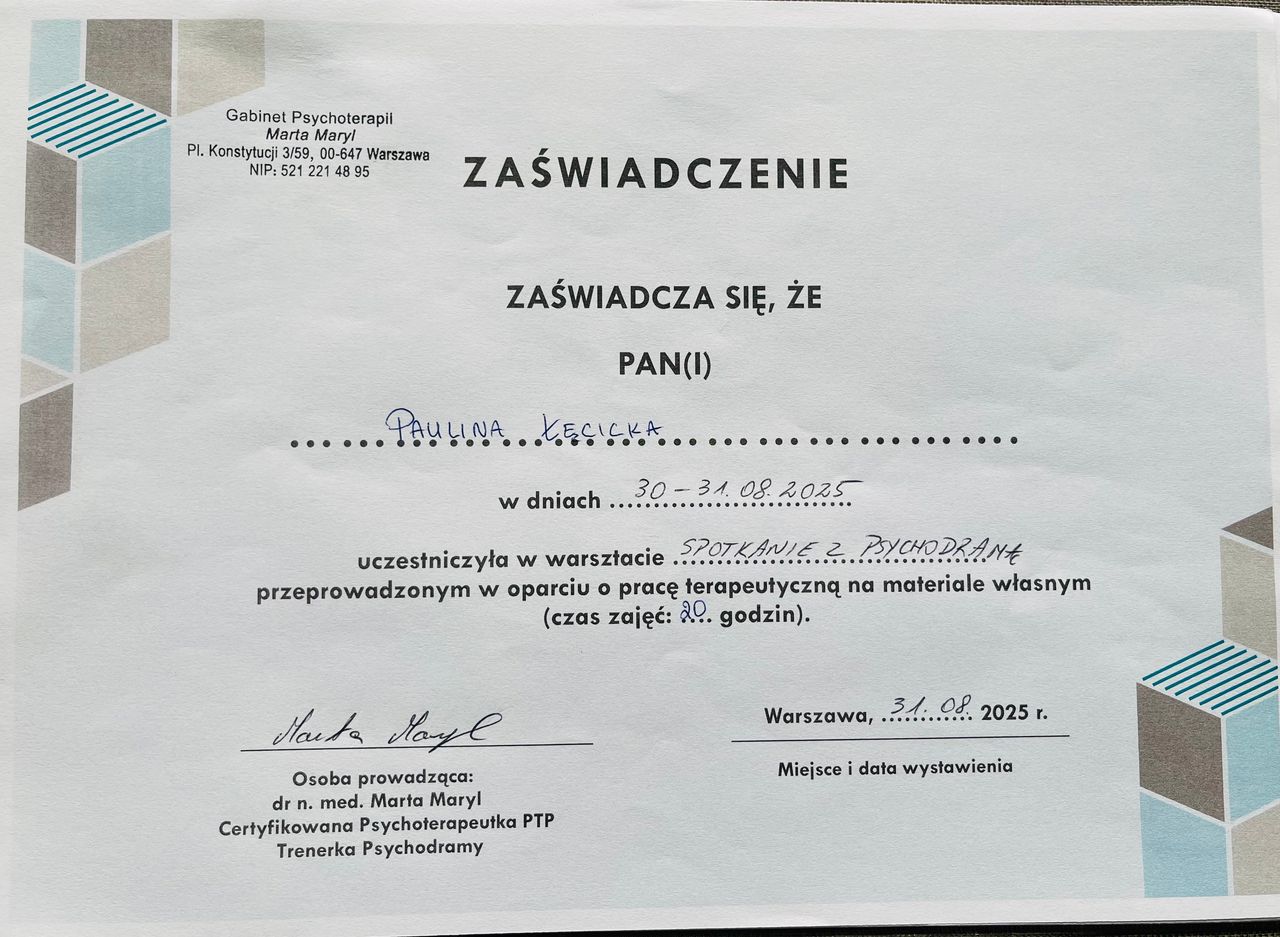 Gabinet Psychoterapii
Marta Maryl
Pl. Konstytucji 3/59, 00-647 Warszawa
NIP: 521 221 48 95
ZAŚWIADCZENIE
ZAŚWIADCZA SIĘ, ŻE
PAN(I)
PAULINA ŁĘCICKA
w dniach 30 – 31. 08. 2025
uczestniczyła w warsztacie SPOTKANIE Z PSYCHODRAMĘ
przeprowadzonym w oparciu o pracę terapeutyczną na materiale własnym
(czas zajęć: 20 godzin).
Marta Maryl
Warszawa, 31. 08. 2025 r.
Miejsce i data wystawienia
Osoba prowadząca:
dr n. med. Marta Maryl
Certyfikowana Psychoterapeutka PTP
Trenerka Psychodramy